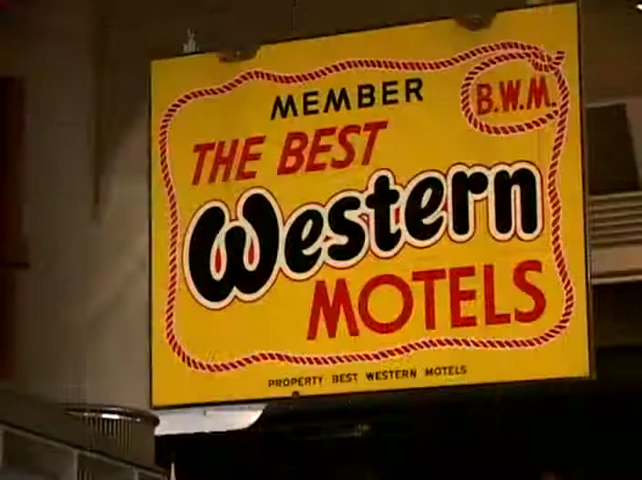 MEMBER
B.W.M.
THE BEST
Western
MOTELS
PROPERTY BEST WESTERN MOTELS